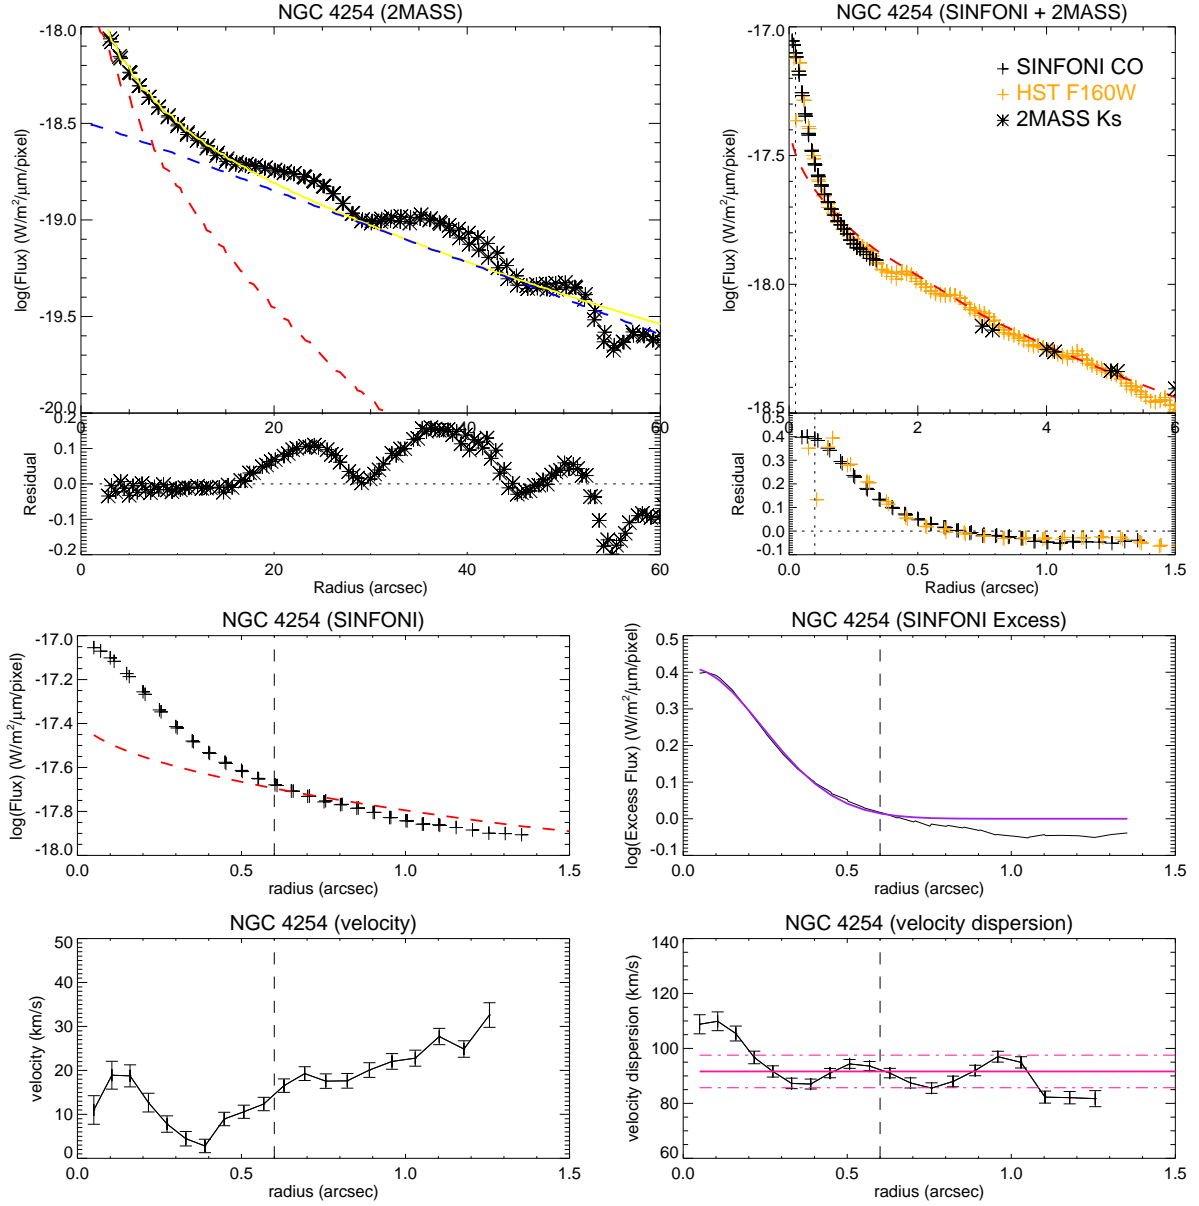 NGC 4254 (2MASS)
log(Flux) (W/m²/μm/pixel)
-18.0
-18.5
-19.0
-19.5
-20.0
Residual
0.2
0.1
0.0
-0.1
-0.2
0 20 40 60
0 20 40 60
Radius (arcsec)
NGC 4254 (SINFONI + 2MASS)
SINFONI CO
HST F160W
2MASS Ks
log(Flux) (W/m²/μm/pixel)
-17.0
-17.5
-18.0
-18.5
0 2 4 6
Residual
0.5
0.4
0.3
0.2
0.1
0.0
-0.1
0.0 0.5 1.0 1.5
Radius (arcsec)
NGC 4254 (SINFONI)
log(Flux) (W/m²/μm/pixel)
-17.0
-17.2
-17.4
-17.6
-17.8
-18.0
0.0 0.5 1.0 1.5
radius (arcsec)
NGC 4254 (SINFONI Excess)
log(Excess Flux) (W/m²/μm/pixel)
0.5
0.4
0.3
0.2
0.1
0.0
-0.1
0.0 0.5 1.0 1.5
radius (arcsec)
NGC 4254 (velocity)
velocity (km/s)
50
40
30
20
10
0
0.0 0.5 1.0 1.5
radius (arcsec)
NGC 4254 (velocity dispersion)
velocity dispersion (km/s)
140
120
100
80
60
0.0 0.5 1.0 1.5
radius (arcsec)